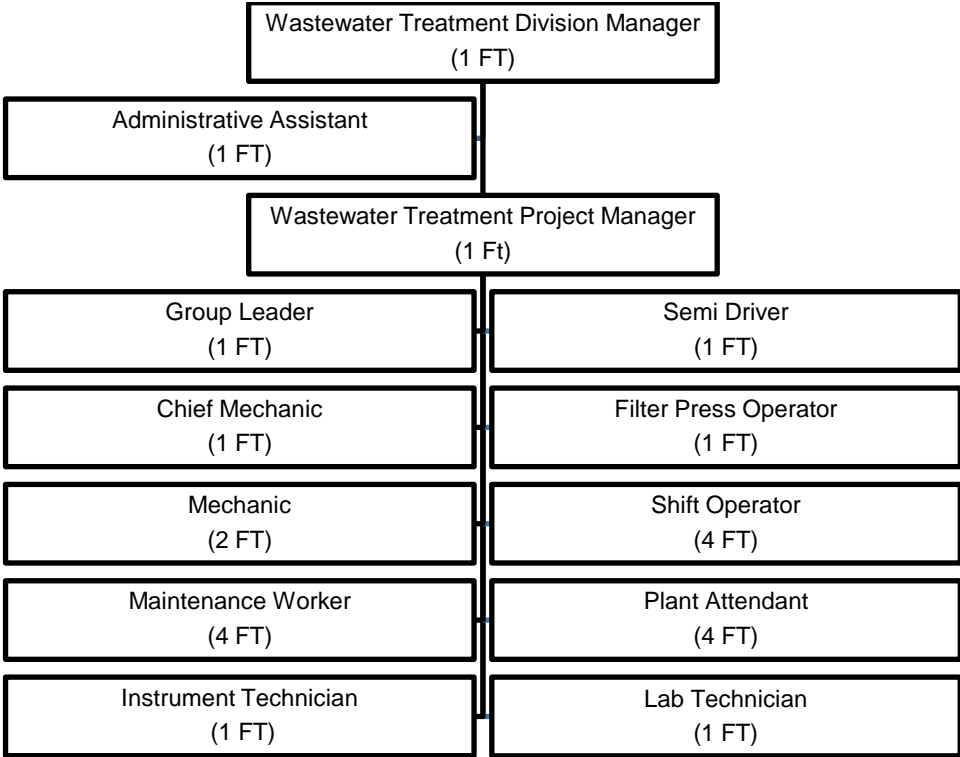 Wastewater Treatment Division Manager
(1 FT)
Administrative Assistant
(1 FT)
Wastewater Treatment Project Manager
(1 Ft)
Group Leader
(1 FT)
Semi Driver
(1 FT)
Chief Mechanic
(1 FT)
Filter Press Operator
(1 FT)
Mechanic
(2 FT)
Shift Operator
(4 FT)
Maintenance Worker
(4 FT)
Plant Attendant
(4 FT)
Instrument Technician
(1 FT)
Lab Technician
(1 FT)